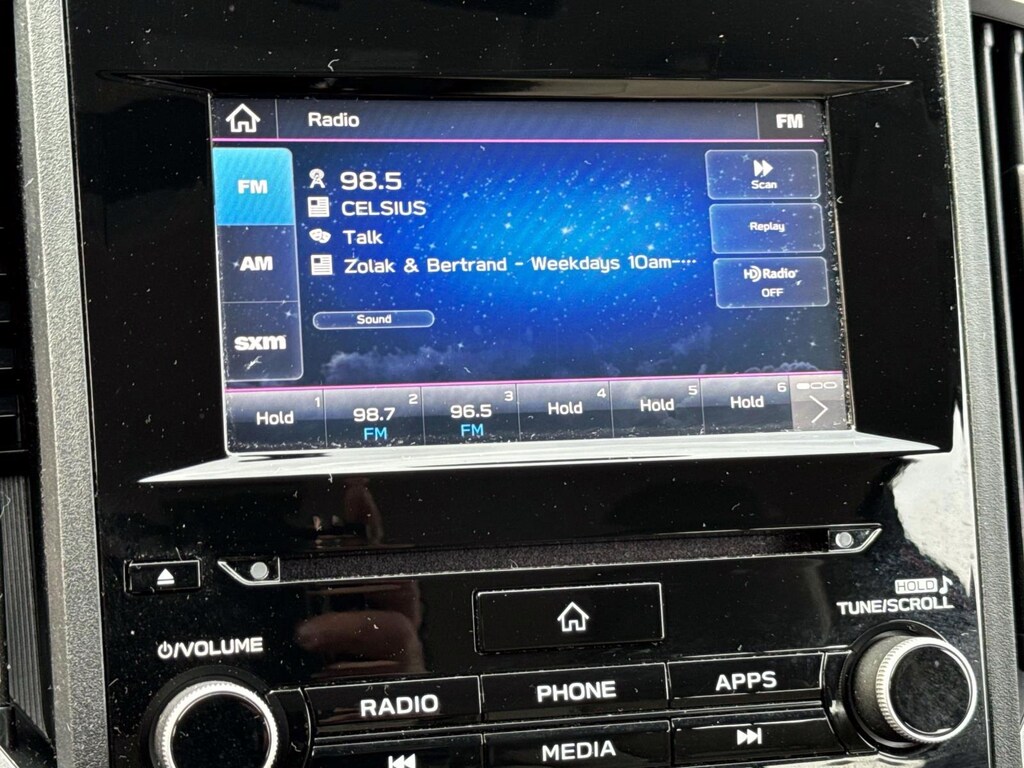 Radio
FM
FM
AM
sxm
98.5
CELSIUS
Talk
Zolak & Bertrand - Weekdays 10am-...
Sound
Scan
Replay
HD Radio
OFF
Hold 1
98.7 2
FM
96.5 3
FM
Hold 4
Hold 5
Hold 6
HOLD
TUNE/SCROLL
/VOLUME
RADIO
PHONE
APPS
MEDIA